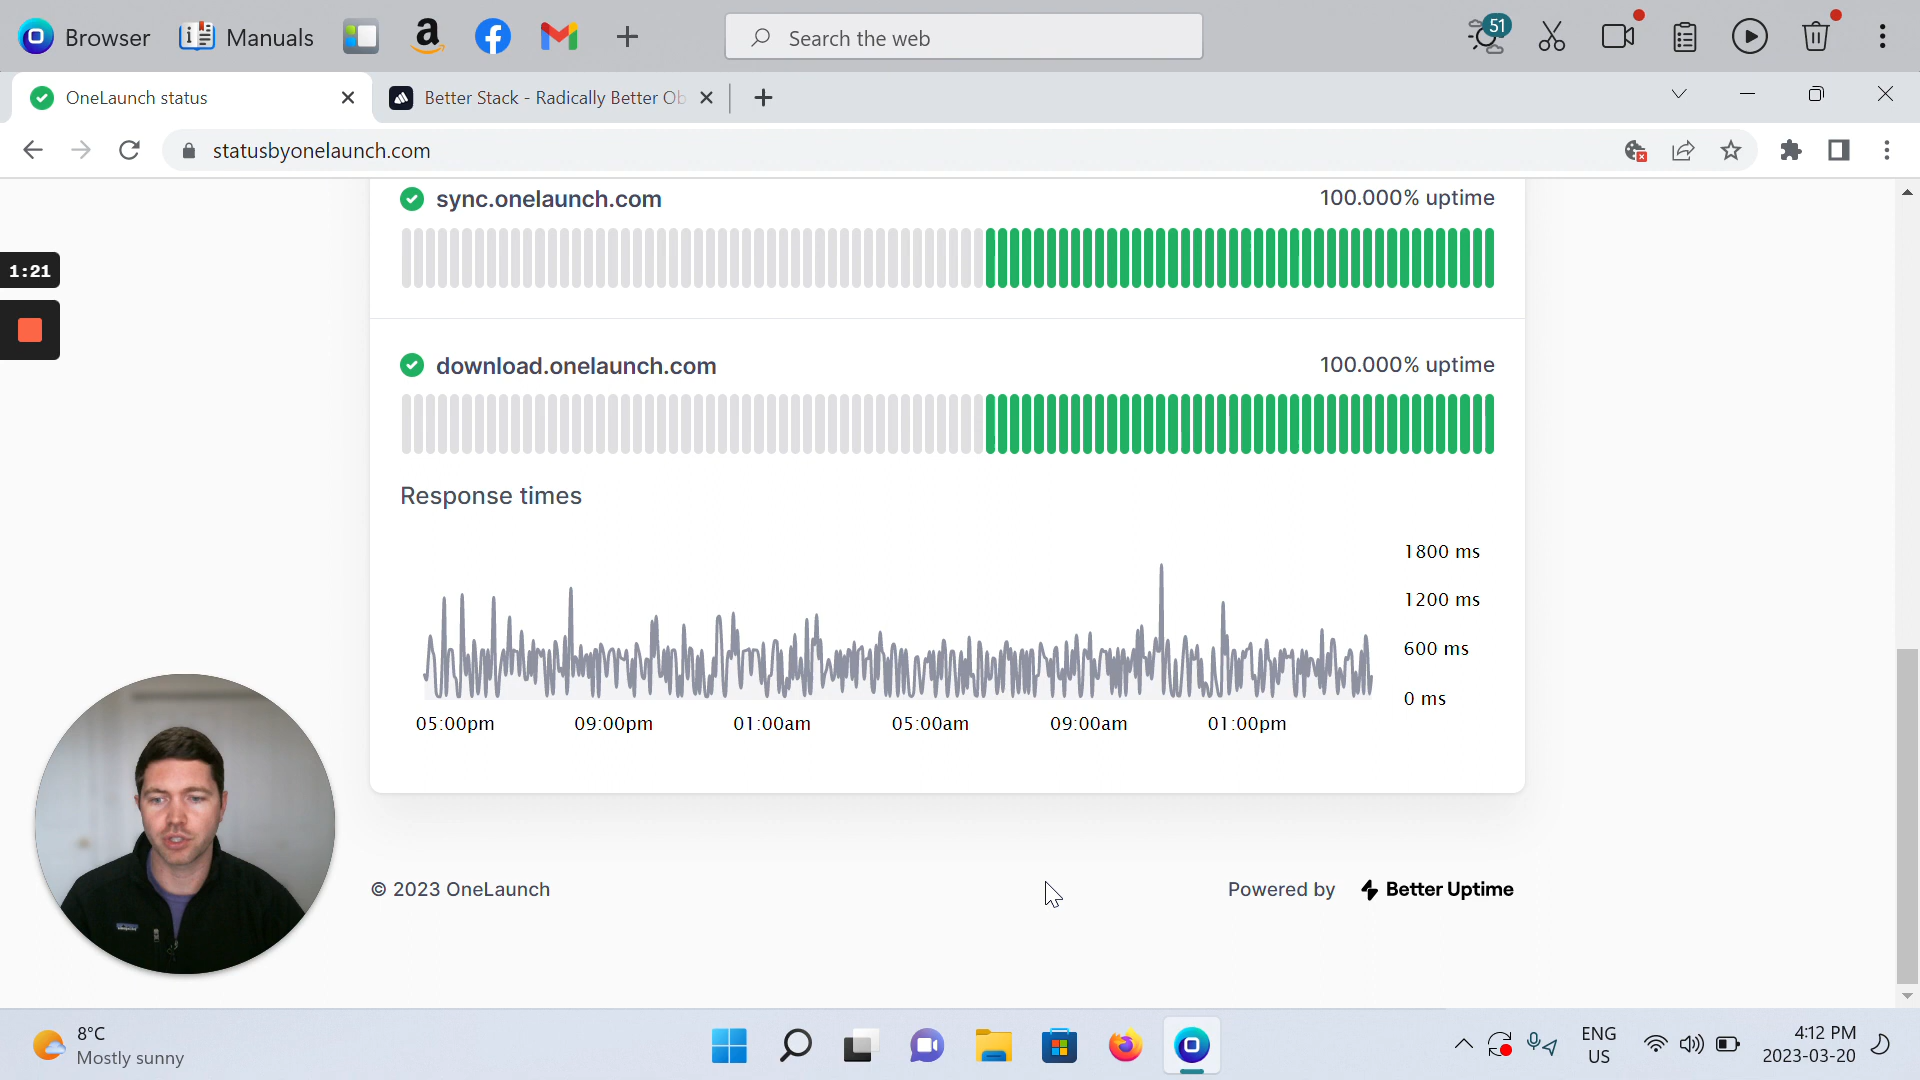 Browser
Manuals
Search the web
51
OneLaunch status
Better Stack - Radically Better Ob
statusbyonelaunch.com
sync.onelaunch.com
100.000% uptime
1:21
download.onelaunch.com
100.000% uptime
Response times
1800 ms
1200 ms
600 ms
0 ms
05:00pm
09:00pm
01:00am
05:00am
09:00am
01:00pm
© 2023 OneLaunch
Powered by
Better Uptime
8°C
Mostly sunny
ENG
US
4:12 PM
2023-03-20